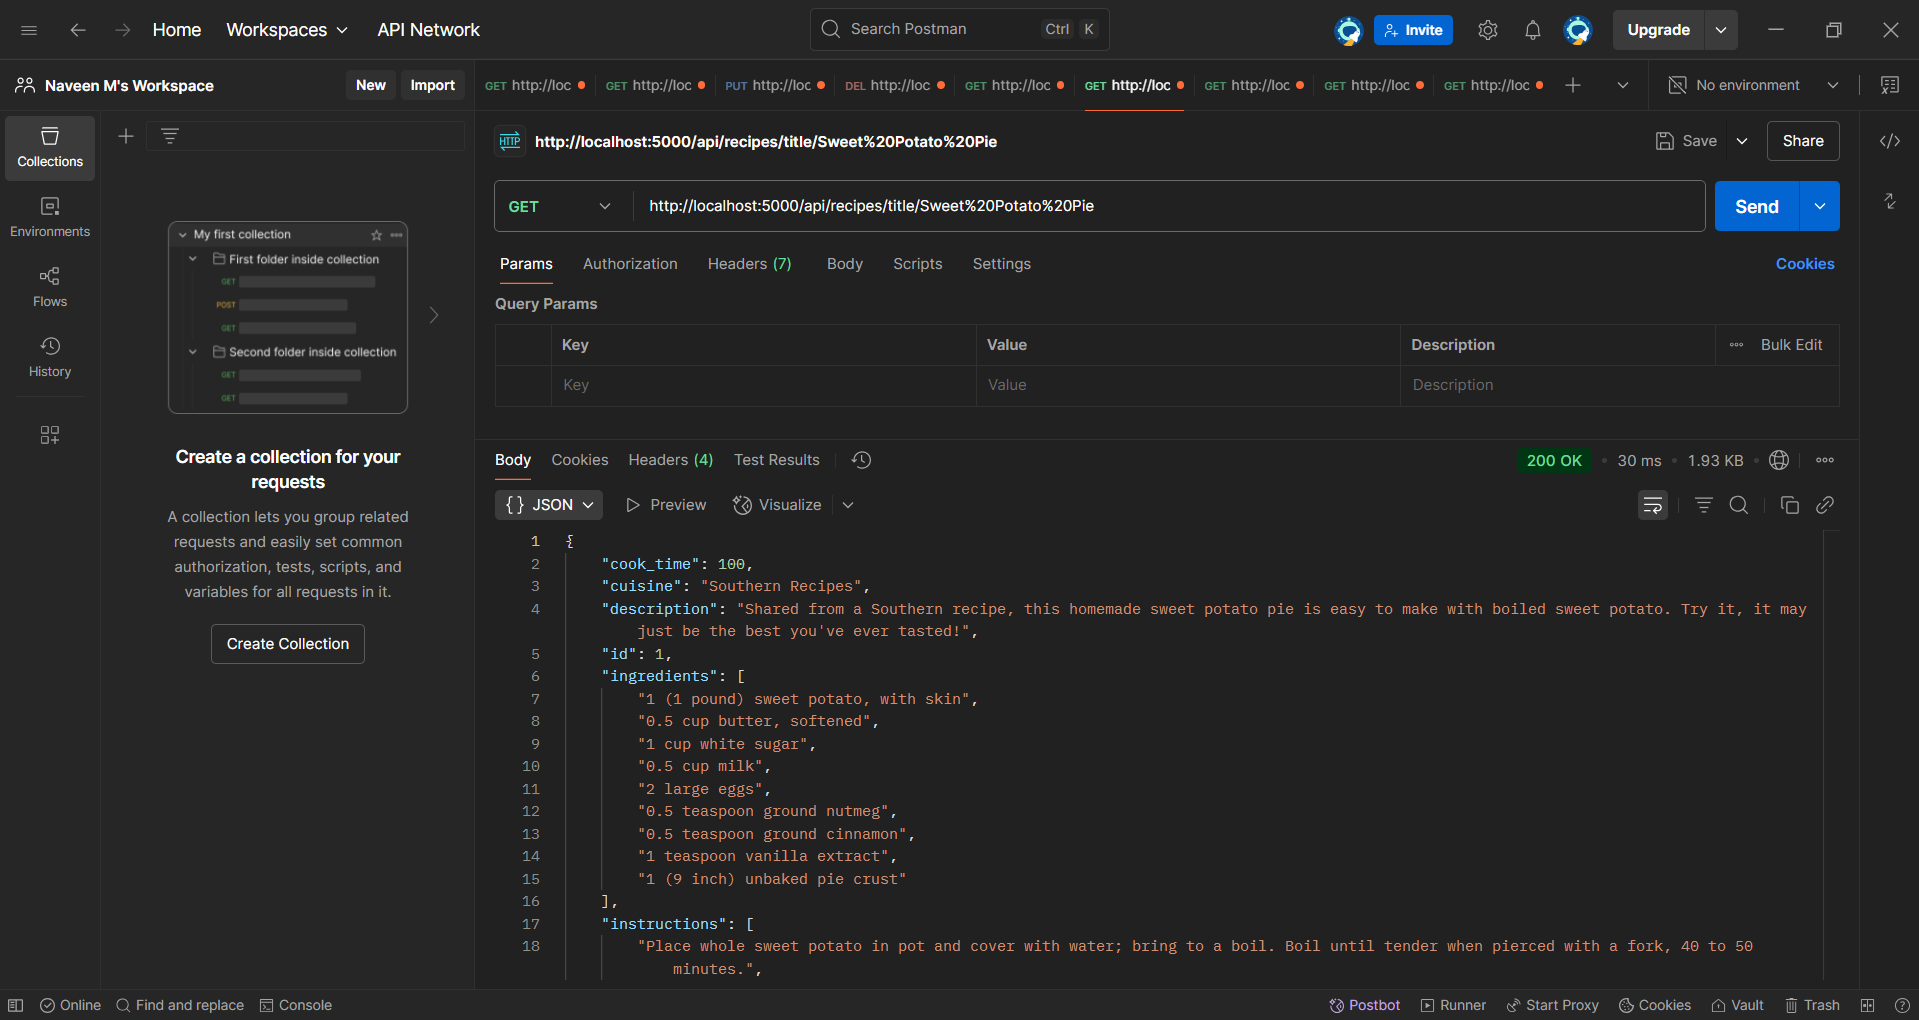 Home Workspaces API Network Search Postman Ctrl K Invite Upgrade
Naveen M's Workspace New Import GET http://loc GET http://loc PUT http://loc DEL http://loc GET http://loc GET http://loc GET http://loc GET http://loc GET http://loc No environment
Collections
Environments
Flows
History
My first collection
First folder inside collection
GET
POST
GET
Second folder inside collection
GET
GET
Create a collection for your
requests
A collection lets you group related
requests and easily set common
authorization, tests, scripts, and
variables for all requests in it.
Create Collection
HTTP http://localhost:5000/api/recipes/title/Sweet%20Potato%20Pie Save Share
GET http://localhost:5000/api/recipes/title/Sweet%20Potato%20Pie Send
Params Authorization Headers (7) Body Scripts Settings Cookies
Query Params
Key Value Description Bulk Edit
Key Value Description
Body Cookies Headers (4) Test Results 200 OK 30 ms 1.93 KB
{} JSON Preview Visualize
1 {
2 "cook_time": 100,
3 "cuisine": "Southern Recipes",
4 "description": "Shared from a Southern recipe, this homemade sweet potato pie is easy to make with boiled sweet potato. Try it, it may
just be the best you've ever tasted!",
5 "id": 1,
6 "ingredients": [
7 "1 (1 pound) sweet potato, with skin",
8 "0.5 cup butter, softened",
9 "1 cup white sugar",
10 "0.5 cup milk",
11 "2 large eggs",
12 "0.5 teaspoon ground nutmeg",
13 "0.5 teaspoon ground cinnamon",
14 "1 teaspoon vanilla extract",
15 "1 (9 inch) unbaked pie crust"
16 ],
17 "instructions": [
18 "Place whole sweet potato in pot and cover with water; bring to a boil. Boil until tender when pierced with a fork, 40 to 50
minutes.",
Online Find and replace Console Postbot Runner Start Proxy Cookies Vault Trash